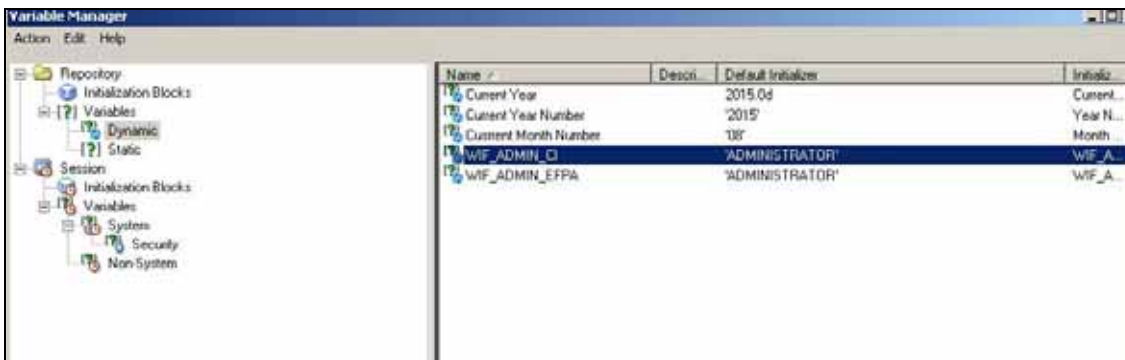 Variable Manager
Action Edit Help
Repository
Initialization Blocks
Variables
Dynamic
Static
Session
Initialization Blocks
Variables
System
Security
Non-System
Name Descri... Default Initializer Initializ...
Current Year 2015.0d Current...
Current Year Number '2015' Year N...
Cusrrent Month Number '08' Month ...
WIF_ADMIN_CI 'ADMINISTRATOR' WIF_A...
WIF_ADMIN_EFPA 'ADMINISTRATOR' WIF_A...